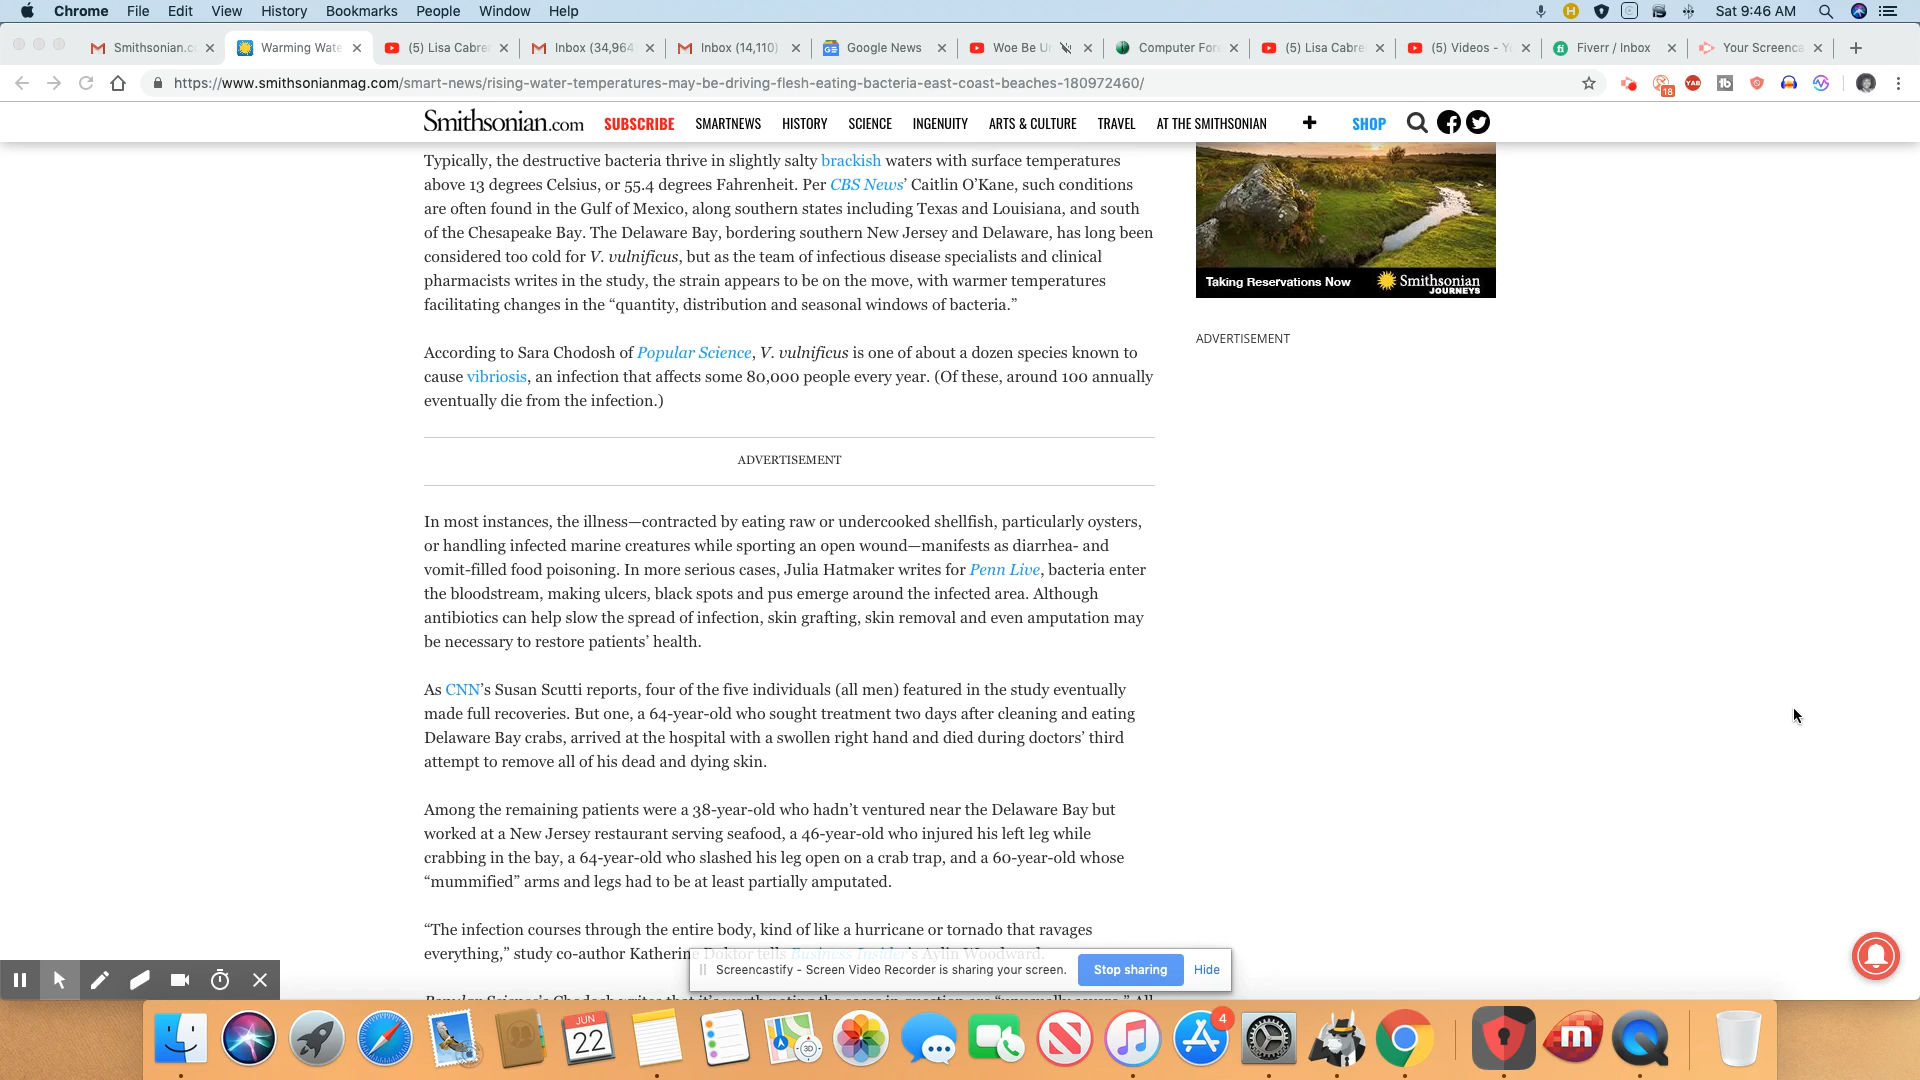 Chrome File Edit View History Bookmarks People Window Help Sat 9:46 AM
Smithsonian.c Warming Wate (5) Lisa Cabre Inbox (34,964 Inbox (14,110) Google News Woe Be U Computer For (5) Lisa Cabre (5) Videos - Y Fiverr / Inbox Your Screenca
https://www.smithsonianmag.com/smart-news/rising-water-temperatures-may-be-driving-flesh-eating-bacteria-east-coast-beaches-180972460/
18
Smithsonian.com SUBSCRIBE SMARTNEWS HISTORY SCIENCE INGENUITY ARTS & CULTURE TRAVEL AT THE SMITHSONIAN SHOP
Typically, the destructive bacteria thrive in slightly salty brackish waters with surface temperatures
above 13 degrees Celsius, or 55.4 degrees Fahrenheit. Per CBS News’ Caitlin O’Kane, such conditions
are often found in the Gulf of Mexico, along southern states including Texas and Louisiana, and south
of the Chesapeake Bay. The Delaware Bay, bordering southern New Jersey and Delaware, has long been
considered too cold for V. vulnificus, but as the team of infectious disease specialists and clinical
pharmacists writes in the study, the strain appears to be on the move, with warmer temperatures
facilitating changes in the “quantity, distribution and seasonal windows of bacteria.”
Taking Reservations Now Smithsonian
JOURNEYS
ADVERTISEMENT
According to Sara Chodosh of Popular Science, V. vulnificus is one of about a dozen species known to
cause vibriosis, an infection that affects some 80,000 people every year. (Of these, around 100 annually
eventually die from the infection.)
ADVERTISEMENT
In most instances, the illness—contracted by eating raw or undercooked shellfish, particularly oysters,
or handling infected marine creatures while sporting an open wound—manifests as diarrhea- and
vomit-filled food poisoning. In more serious cases, Julia Hatmaker writes for Penn Live, bacteria enter
the bloodstream, making ulcers, black spots and pus emerge around the infected area. Although
antibiotics can help slow the spread of infection, skin grafting, skin removal and even amputation may
be necessary to restore patients’ health.
As CNN’s Susan Scutti reports, four of the five individuals (all men) featured in the study eventually
made full recoveries. But one, a 64-year-old who sought treatment two days after cleaning and eating
Delaware Bay crabs, arrived at the hospital with a swollen right hand and died during doctors’ third
attempt to remove all of his dead and dying skin.
Among the remaining patients were a 38-year-old who hadn’t ventured near the Delaware Bay but
worked at a New Jersey restaurant serving seafood, a 46-year-old who injured his left leg while
crabbing in the bay, a 64-year-old who slashed his leg open on a crab trap, and a 60-year-old whose
“mummified” arms and legs had to be at least partially amputated.
“The infection courses through the entire body, kind of like a hurricane or tornado that ravages
everything,” study co-author Katherine Doktor tells Business Insider’s Aylin Woodward.
Screencastify - Screen Video Recorder is sharing your screen. Stop sharing Hide
JUN
22
3D
4